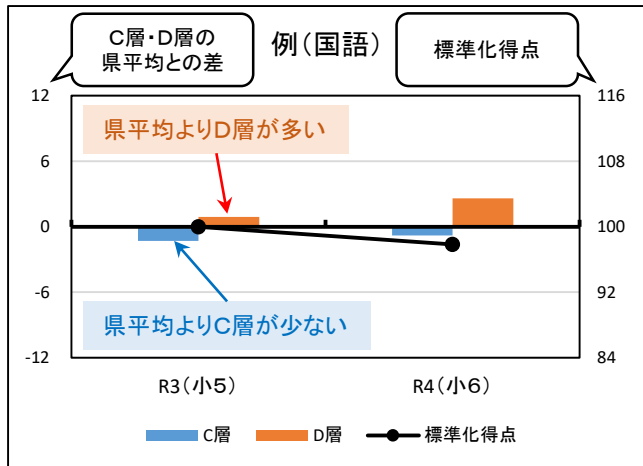 C層・D層の
県平均との差
例(国語)
標準化得点
12
6
0
-6
-12
116
108
100
92
84
県平均よりD層が多い
県平均よりC層が少ない
R3(小5)
R4(小6)
C層
D層
標準化得点